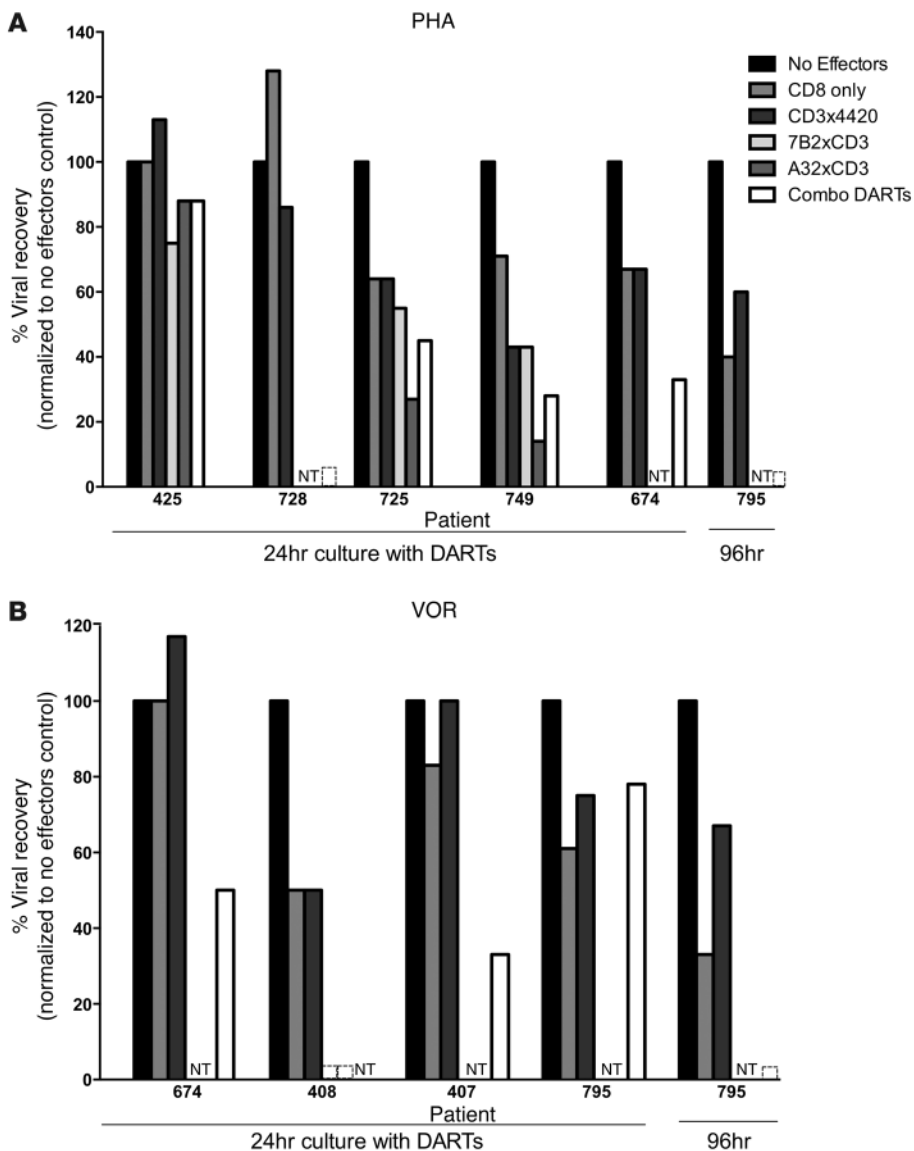 A
PHA
% Viral recovery
(normalized to no effectors control)
140
120
100
80
60
40
20
0
No Effectors
CD8 only
CD3x4420
7B2xCD3
A32xCD3
Combo DARTs
NT
NT
NT
425 728 725 749 674 795
Patient
24hr culture with DARTs 96hr
B
VOR
% Viral recovery
(normalized to no effectors control)
120
100
80
60
40
20
0
NT
NT
NT
NT
NT
674 408 407 795 795
Patient
24hr culture with DARTs 96hr